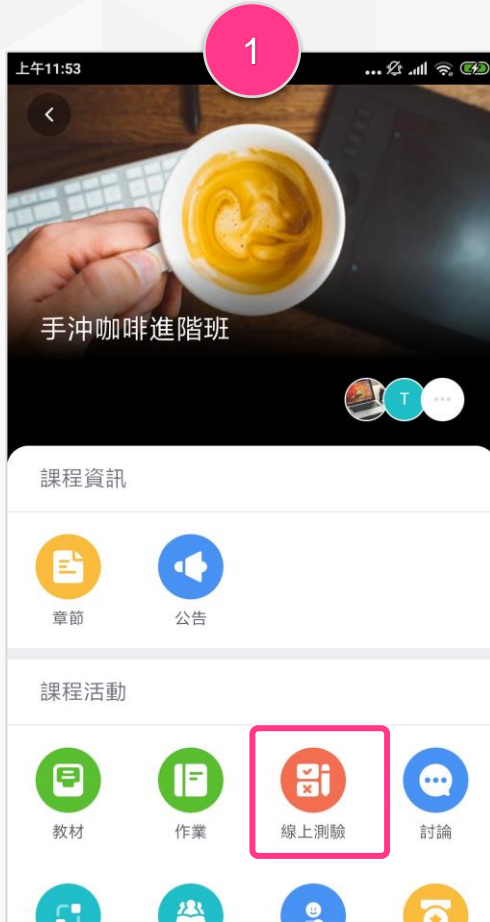 1
上午11:53
手沖咖啡進階班
T
課程資訊
章節
公告
課程活動
教材
作業
線上測驗
討論